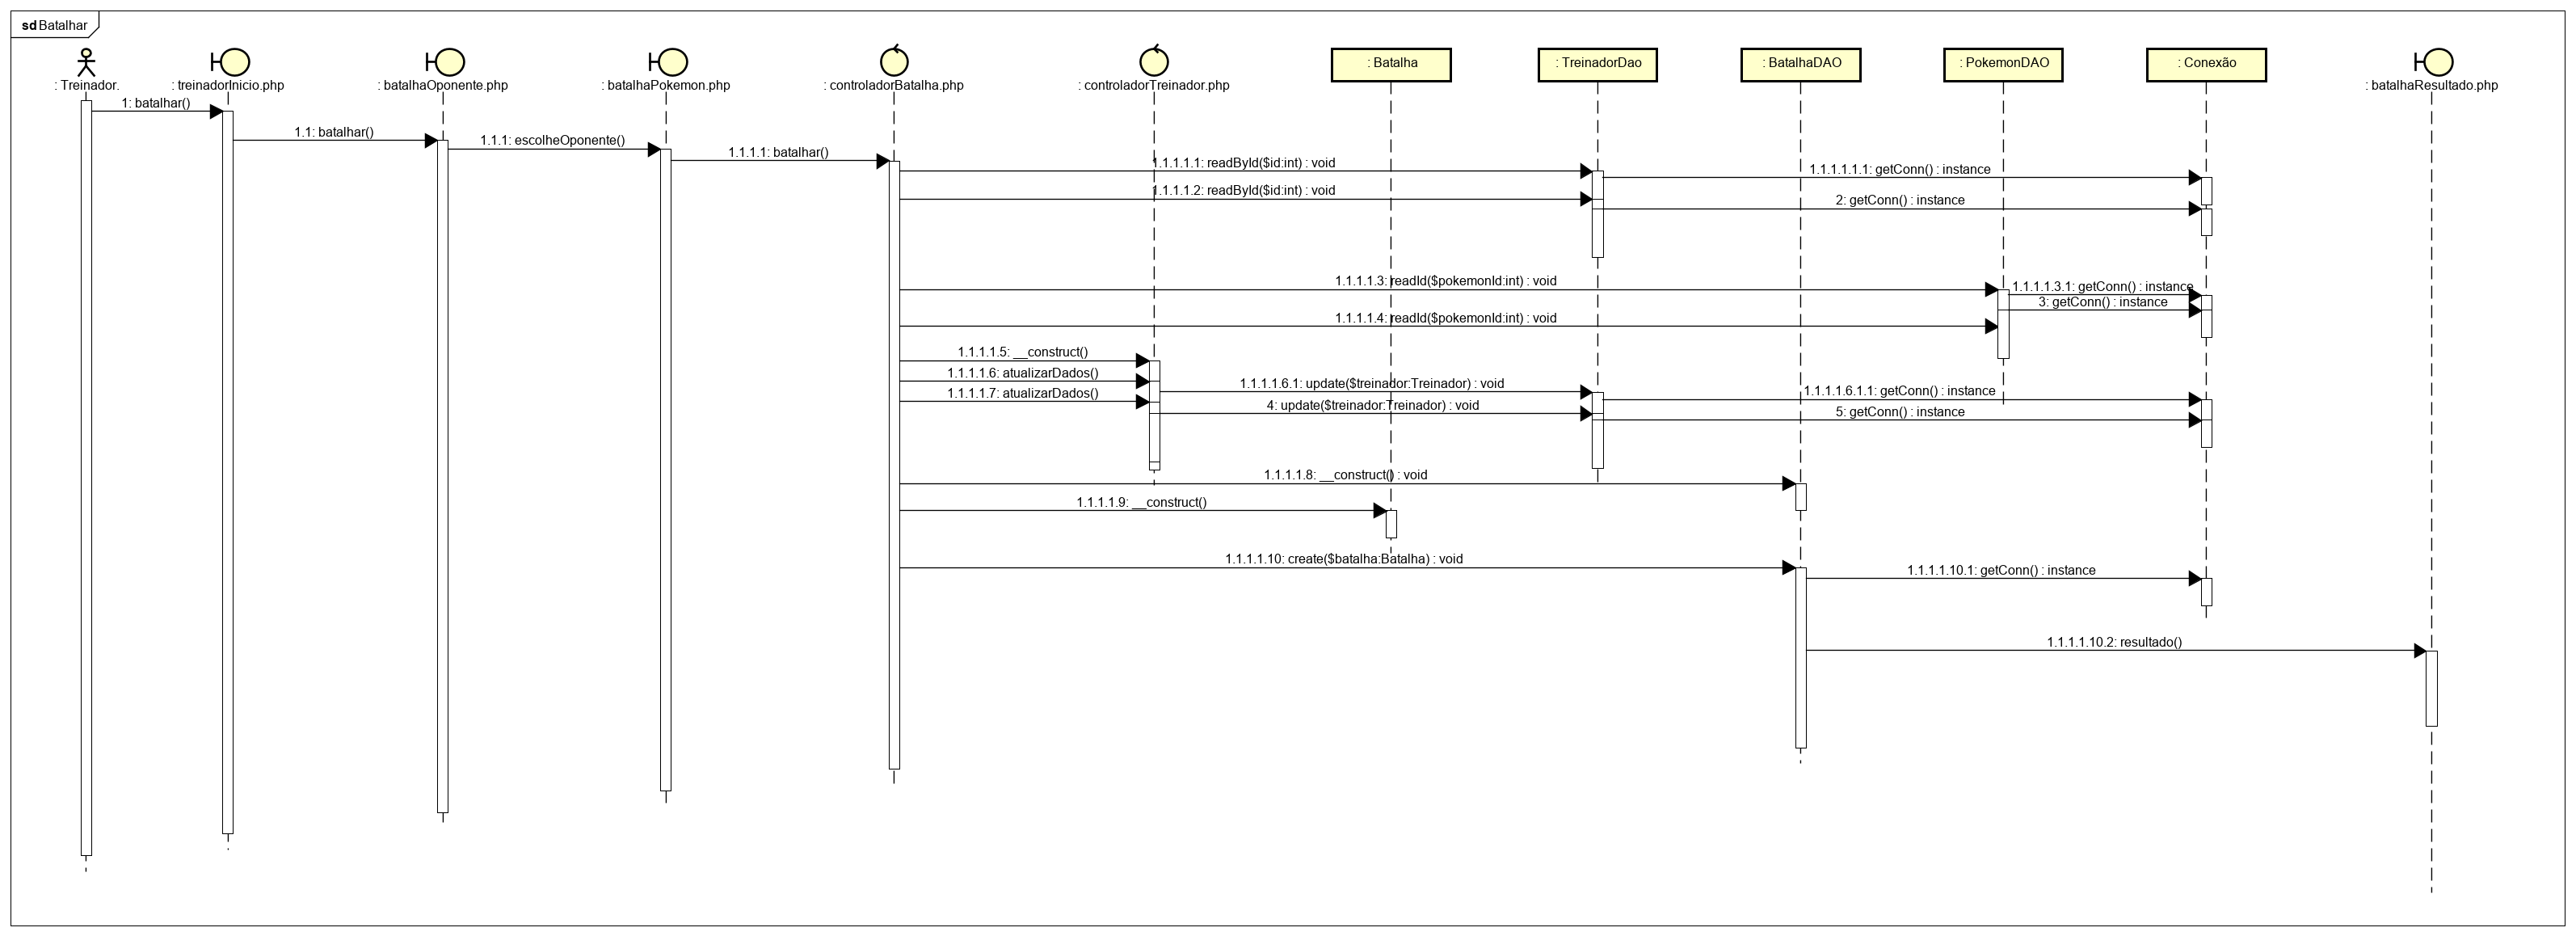 sd Batalhar
: Treinador.
: treinadorInicio.php
: batalhaOponente.php
: batalhaPokemon.php
: controladorBatalha.php
: controladorTreinador.php
: Batalha
: TreinadorDao
: BatalhaDAO
: PokemonDAO
: Conexão
: batalhaResultado.php
1: batalhar()
1.1: batalhar()
1.1.1: escolheOponente()
1.1.1.1: batalhar()
1.1.1.1.1: readById($id:int) : void
1.1.1.1.1.1: getConn() : instance
1.1.1.1.2: readById($id:int) : void
2: getConn() : instance
1.1.1.1.3: readId($pokemonId:int) : void
1.1.1.1.3.1: getConn() : instance
3: getConn() : instance
1.1.1.1.4: readId($pokemonId:int) : void
1.1.1.1.5: __construct()
1.1.1.1.6: atualizarDados()
1.1.1.1.6.1: update($treinador:Treinador) : void
1.1.1.1.6.1.1: getConn() : instance
1.1.1.1.7: atualizarDados()
4: update($treinador:Treinador) : void
5: getConn() : instance
1.1.1.1.8: __construct() : void
1.1.1.1.9: __construct()
1.1.1.1.10: create($batalha:Batalha) : void
1.1.1.1.10.1: getConn() : instance
1.1.1.1.10.2: resultado()